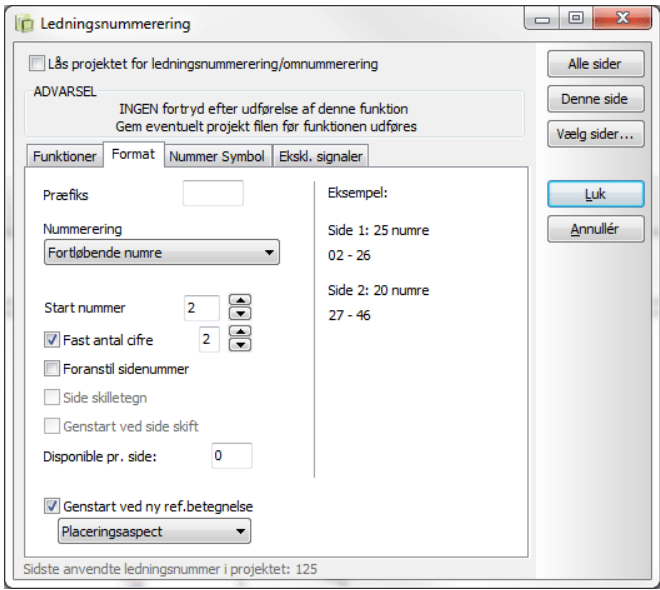 Ledningsnummerering
Lås projektet for ledningsnummerering/omnummerering
ADVARSEL
INGEN fortryd efter udførelse af denne funktion
Gem eventuelt projekt filen før funktionen udføres
Alle sider
Denne side
Vælg sider...
Luk
Annullér
Funktioner Format Nummer Symbol Ekskl. signaler
Præfiks
Nummerering
Fortløbende numre
Start nummer 2
Fast antal cifre 2
Foranstil sidenummer
Side skilletegn
Genstart ved side skift
Disponible pr. side: 0
Genstart ved ny ref.betegnelse
Placeringsaspect
Eksempel:
Side 1: 25 numre
02 - 26
Side 2: 20 numre
27 - 46
Sidste anvendte ledningsnummer i projektet: 125